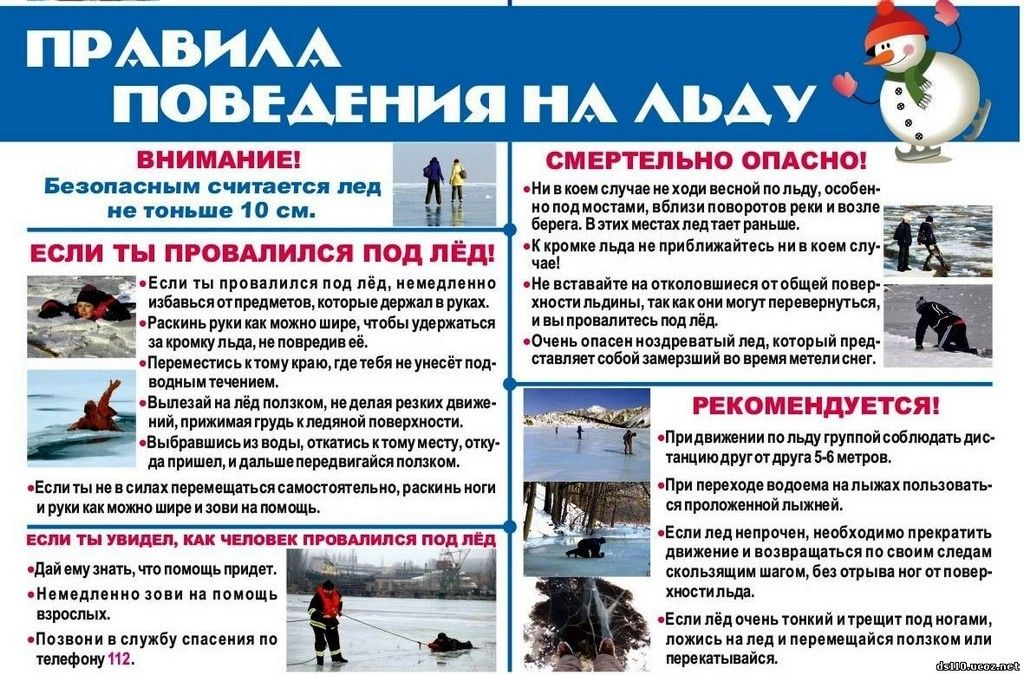 ПРАВИЛА
ПОВЕДЕНИЯ НА ЛЬДУ
ВНИМАНИЕ!
Безопасным считается лед
не тоньше 10 см.
ЕСЛИ ТЫ ПРОВАЛИЛСЯ ПОД ЛЁД!
•Если ты провалился под лёд, немедленно
избавься от предметов, которые держал в руках.
•Раскинь руки как можно шире, чтобы удержаться
за кромку льда, не повредив её.
•Переместись к тому краю, где тебя не унесёт под-
водным течением.
•Вылезай на лёд ползком, не делая резких движе-
ний, прижимая грудь к ледяной поверхности.
•Выбравшись из воды, откатись к тому месту, отку-
да пришел, и дальше передвигайся ползком.
•Если ты не в силах перемещаться самостоятельно, раскинь ноги
и руки как можно шире и зови на помощь.
ЕСЛИ ТЫ УВИДЕЛ, КАК ЧЕЛОВЕК ПРОВАЛИЛСЯ ПОД ЛЁД
•Дай ему знать, что помощь придет.
•Немедленно зови на помощь
взрослых.
•Позвони в службу спасения по
телефону 112.
СМЕРТЕЛЬНО ОПАСНО!
•Ни в коем случае не ходи весной по льду, особен-
но под мостами, вблизи поворотов реки и возле
берега. В этих местах лед тает раньше.
•К кромке льда не приближайтесь ни в коем слу-
чае!
•Не вставайте на отколовшиеся от общей повер-
хности льдины, так как они могут перевернуться,
и вы провалитесь под лёд.
•Очень опасен ноздреватый лед, который пред-
ставляет собой замерзший во время метели снег.
РЕКОМЕНДУЕТСЯ!
•При движении по льду группой соблюдать дис-
танцию друг от друга 5-6 метров.
•При переходе водоема на лыжах пользовать-
ся проложенной лыжней.
•Если лед непрочен, необходимо прекратить
движение и возвращаться по своим следам
скользящим шагом, без отрыва ног от повер-
хности льда.
•Если лёд очень тонкий и трещит под ногами,
ложись на лед и перемещайся ползком или
перекатывайся.
ds110.ucoz.net